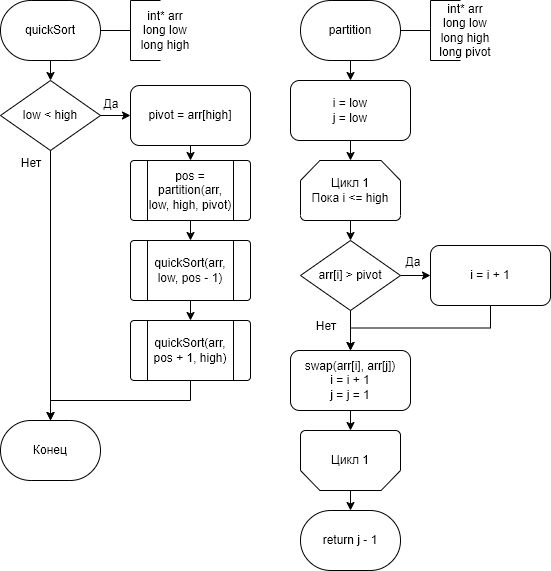 quickSort
int* arr
long low
long high
low < high
Да
Нет
pivot = arr[high]
pos =
partition(arr,
low, high, pivot)
quickSort(arr,
low, pos - 1)
quickSort(arr,
pos + 1, high)
Конец
partition
int* arr
long low
long high
long pivot
i = low
j = low
Цикл 1
Пока i <= high
arr[i] > pivot
Да
Нет
i = i + 1
swap(arr[i], arr[j])
i = i + 1
j = j = 1
Цикл 1
return j - 1